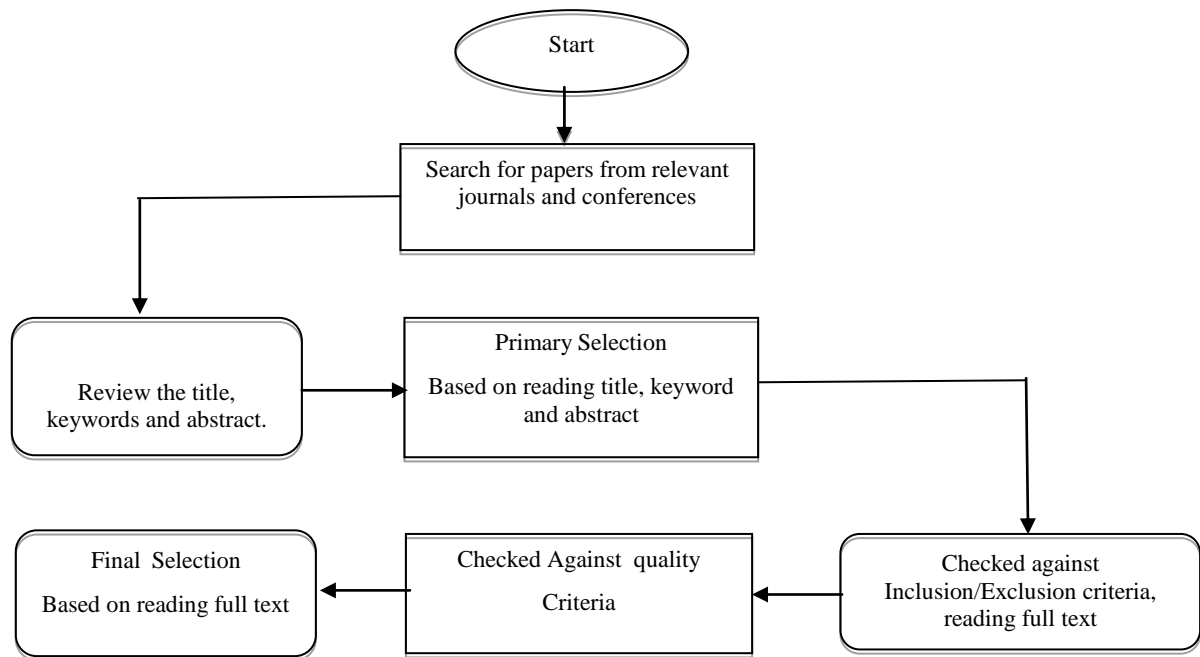 Start
Search for papers from relevant
journals and conferences
Review the title,
keywords and abstract.
Primary Selection
Based on reading title, keyword
and abstract
Checked against
Inclusion/Exclusion criteria,
reading full text
Checked Against quality
Criteria
Final Selection
Based on reading full text